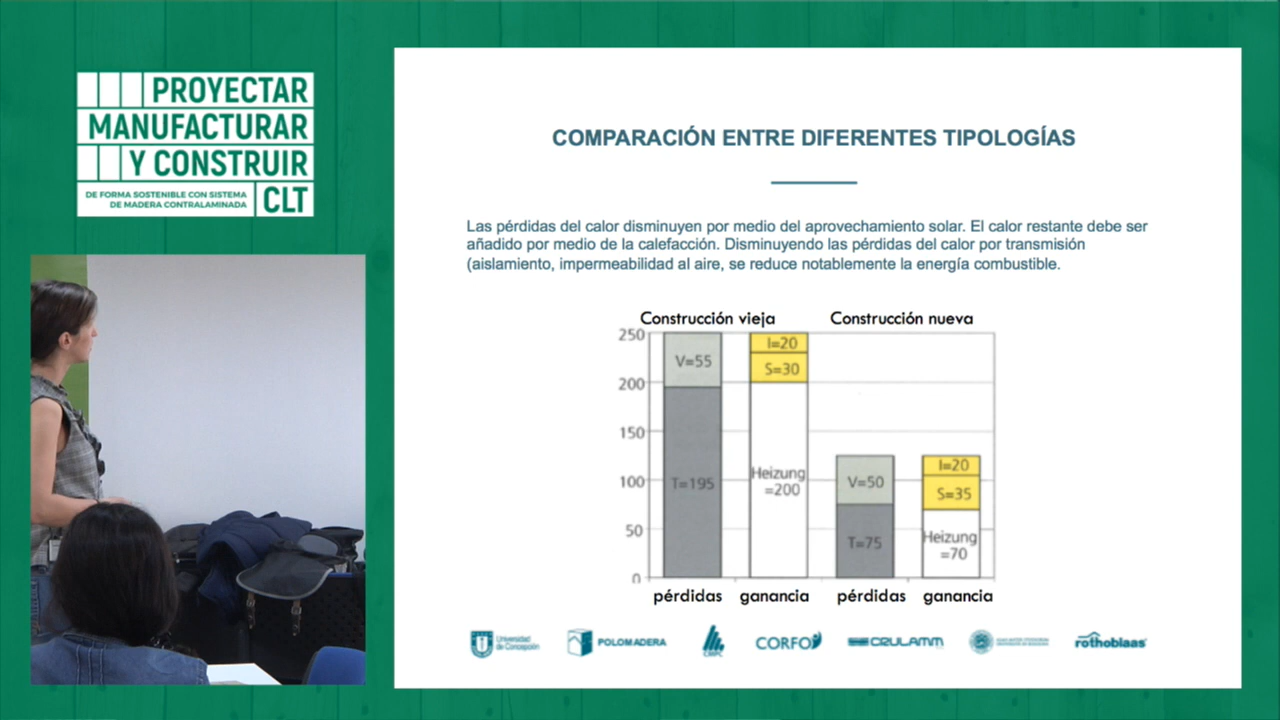 PROYECTAR
MANUFACTURAR
Y CONSTRUIR
DE FORMA SOSTENIBLE CON SISTEMA
DE MADERA CONTRALAMINADA
CLT
COMPARACIÓN ENTRE DIFERENTES TIPOLOGÍAS
Las pérdidas del calor disminuyen por medio del aprovechamiento solar. El calor restante debe ser
añadido por medio de la calefacción. Disminuyendo las pérdidas del calor por transmisión
(aislamiento, impermeabilidad al aire, se reduce notablemente la energía combustible.
Construcción vieja
Construcción nueva
250
200
150
100
50
0
V=55
T=195
I=20
S=30
Heizung
=200
V=50
T=75
I=20
S=35
Heizung
=70
pérdidas
ganancia
pérdidas
ganancia
Universidad
de Concepción
POLOMADERA
CORFO
CRULAMM
rothoblaas